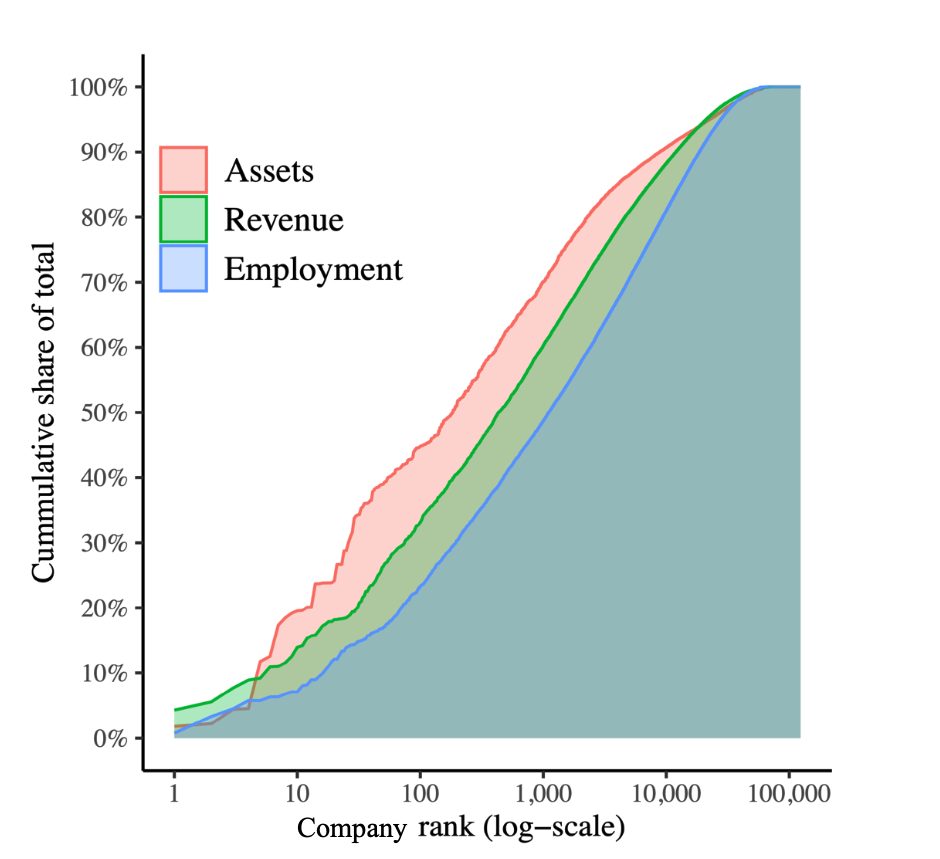 100%
90%
80%
70%
60%
50%
40%
30%
20%
10%
0%
Assets
Revenue
Employment
Cummulative share of total
1 10 100 1,000 10,000 100,000
Company rank (log−scale)